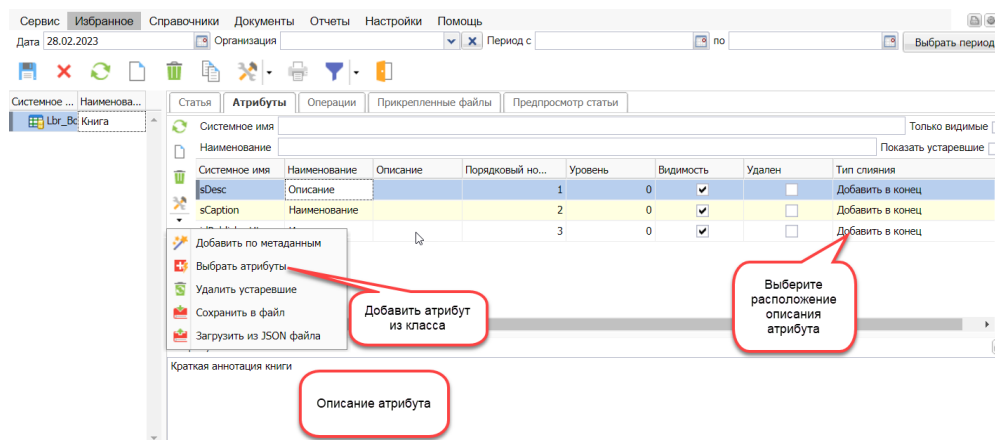 Сервис Избранное Справочники Документы Отчеты Настройки Помощь
Дата 28.02.2023 Организация Период с по Выбрать период
Системное ... Наименова...
Lbr_Bc Книга
Статья Атрибуты Операции Прикрепленные файлы Предпросмотр статьи
Системное имя Только видимые
Наименование Показать устаревшие
Системное имя Наименование Описание Порядковый но... Уровень Видимость Удален Тип слияния
sDesc Описание 1 0 Добавить в конец
sCaption Наименование 2 0 Добавить в конец
3 0 Добавить в конец
Добавить по метаданным
Выбрать атрибуты
Удалить устаревшие
Сохранить в файл
Загрузить из JSON файла
Добавить атрибут
из класса
Выберите
расположение
описания
атрибута
Краткая аннотация книги
Описание атрибута